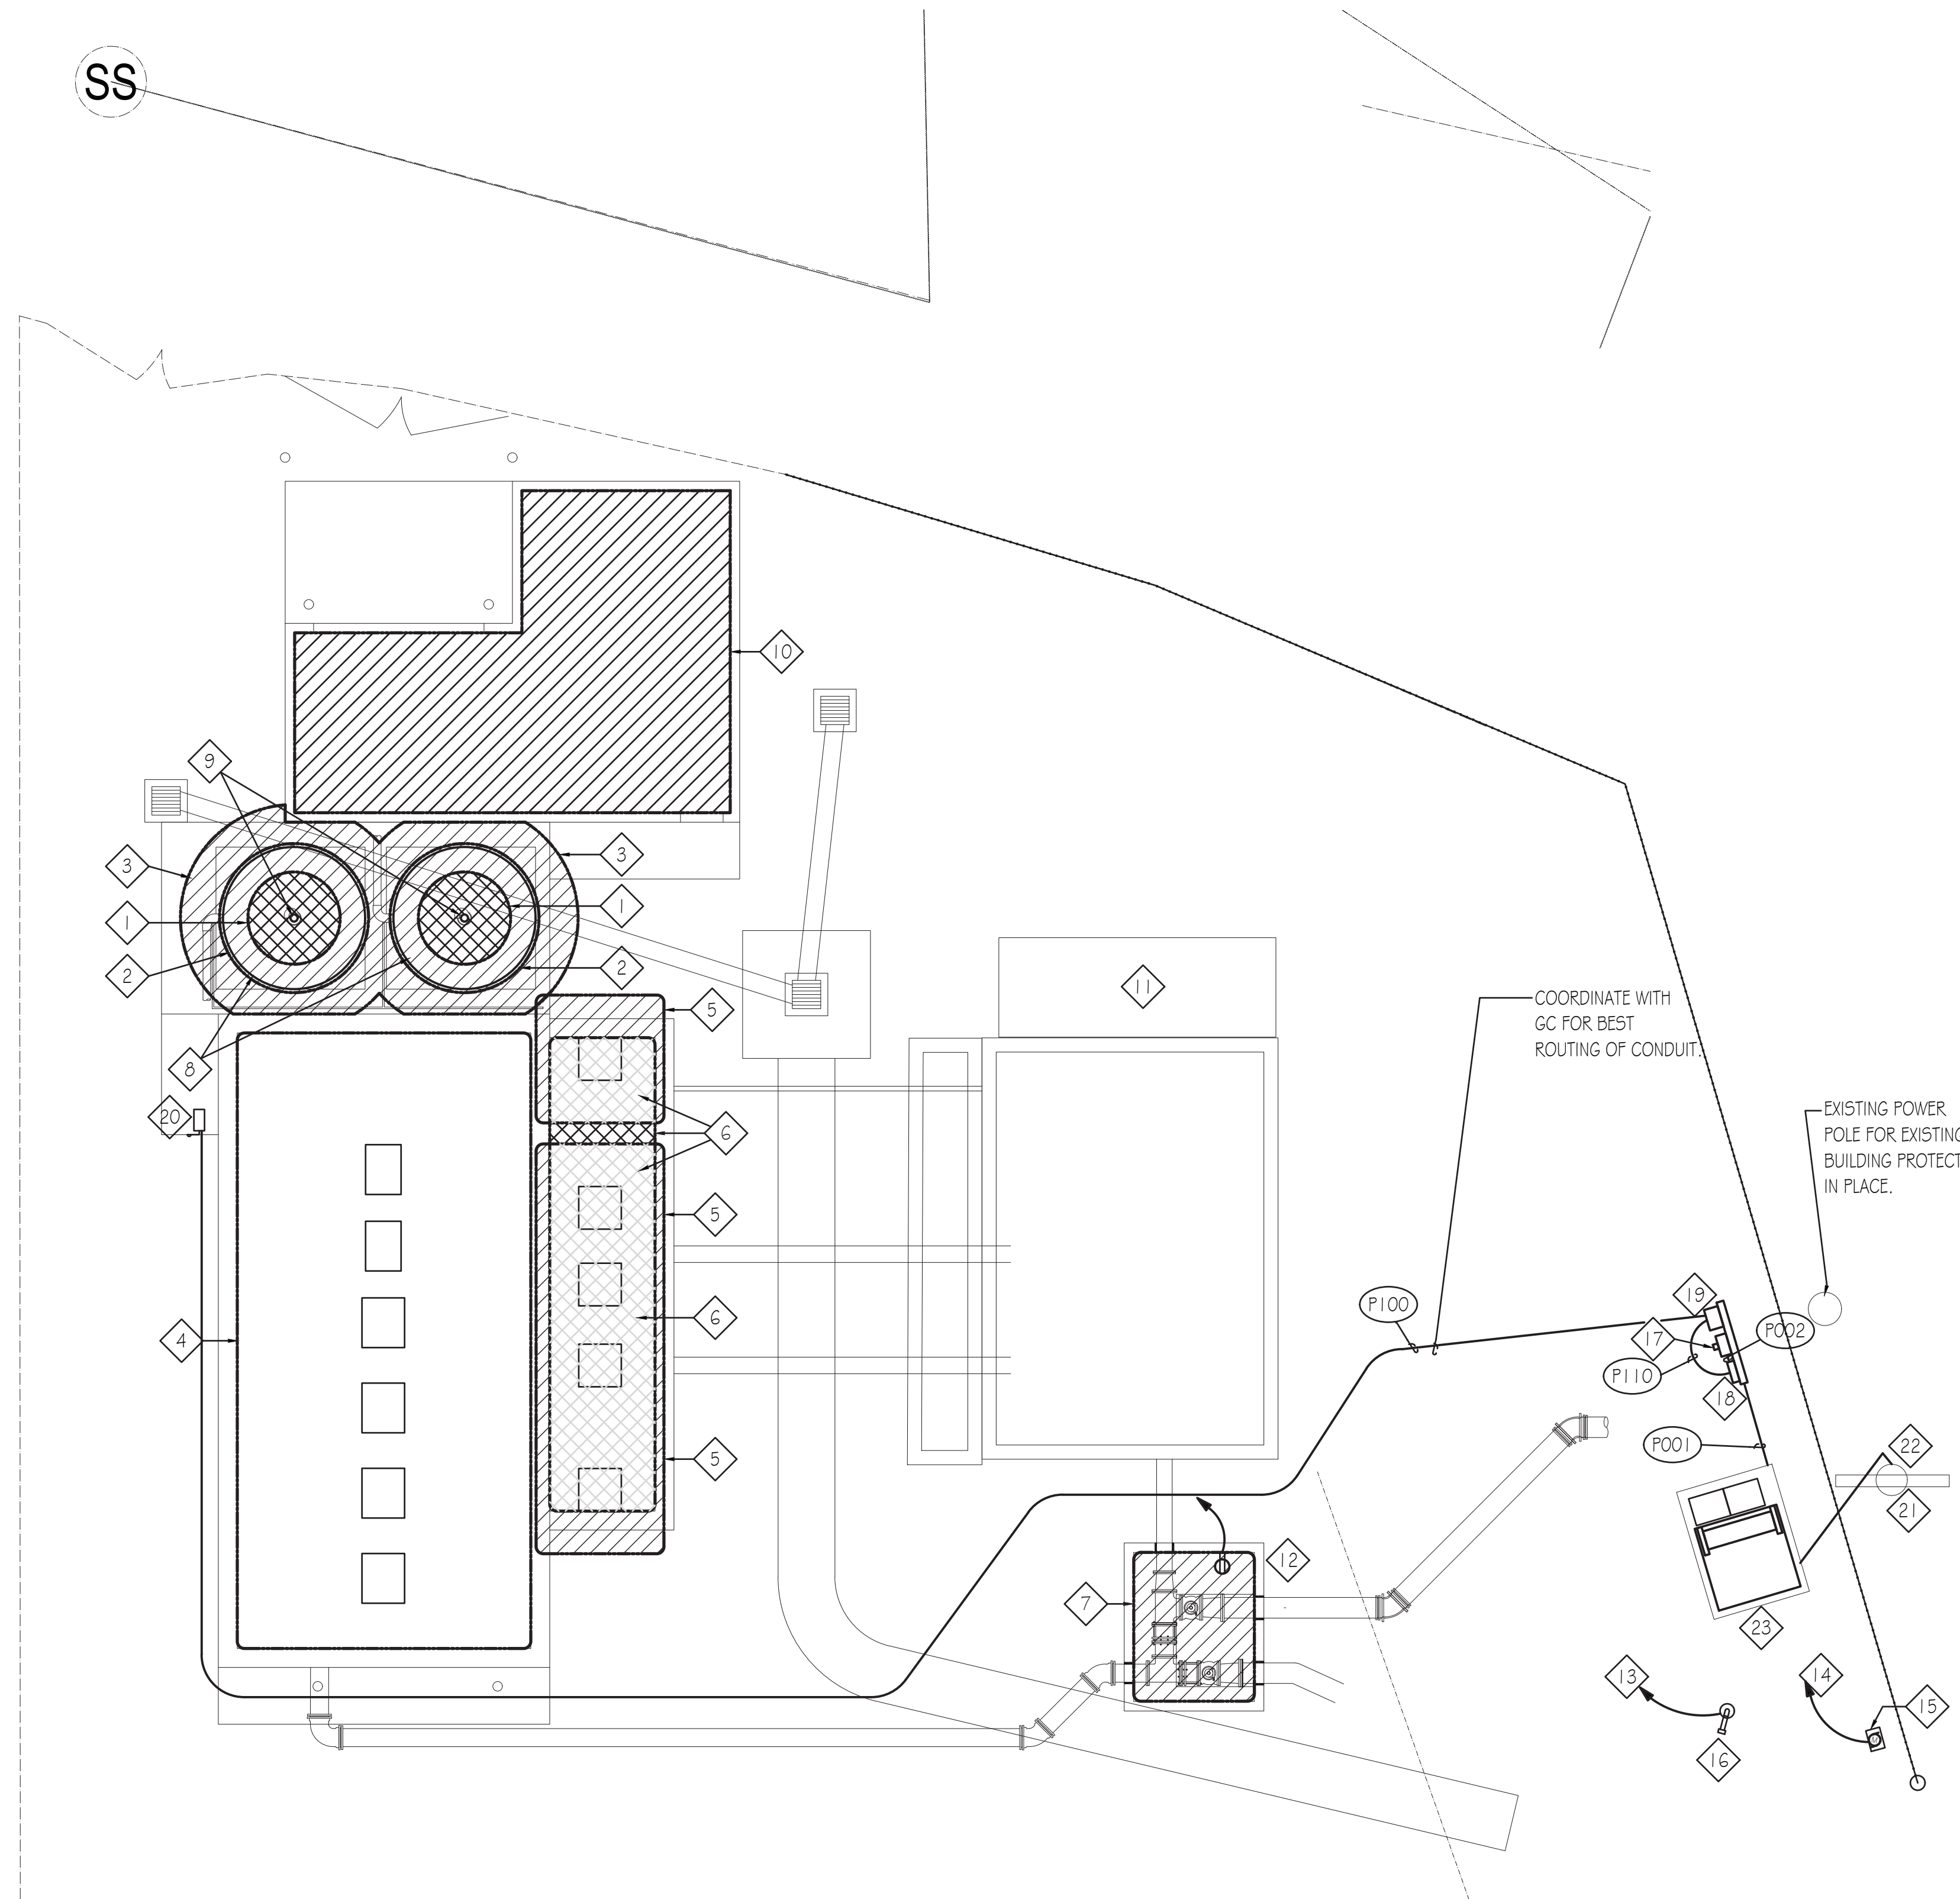 SS
10
9
3
3
1
1
2
2
11
5
COORDINATE WITH
GC FOR BEST
ROUTING OF CONDUIT.
8
20
6
EXISTING POWER
POLE FOR EXISTING
BUILDING PROTECT
IN PLACE.
5
4
6
P100
19
17
P002
P110
18
5
P001
22
21
12
7
23
13
14
15
16